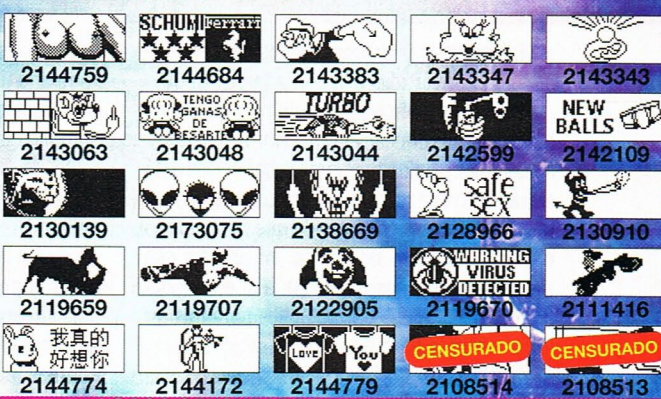 SCHUMI Ferrari
2144759 2144684 2143383 2143347 2143343
TENGO
GANAS
DE
BESARTE
TURBO
NEW
BALLS
2143063 2143048 2143044 2142599 2142109
safe
sex
2130139 2173075 2138669 2128966 2130910
WARNING
VIRUS
DETECTED
2119659 2119707 2122905 2119670 2111416
我真的
好想你
LOVE YOU
CENSURADO CENSURADO
2144774 2144172 2144779 2108514 2108513